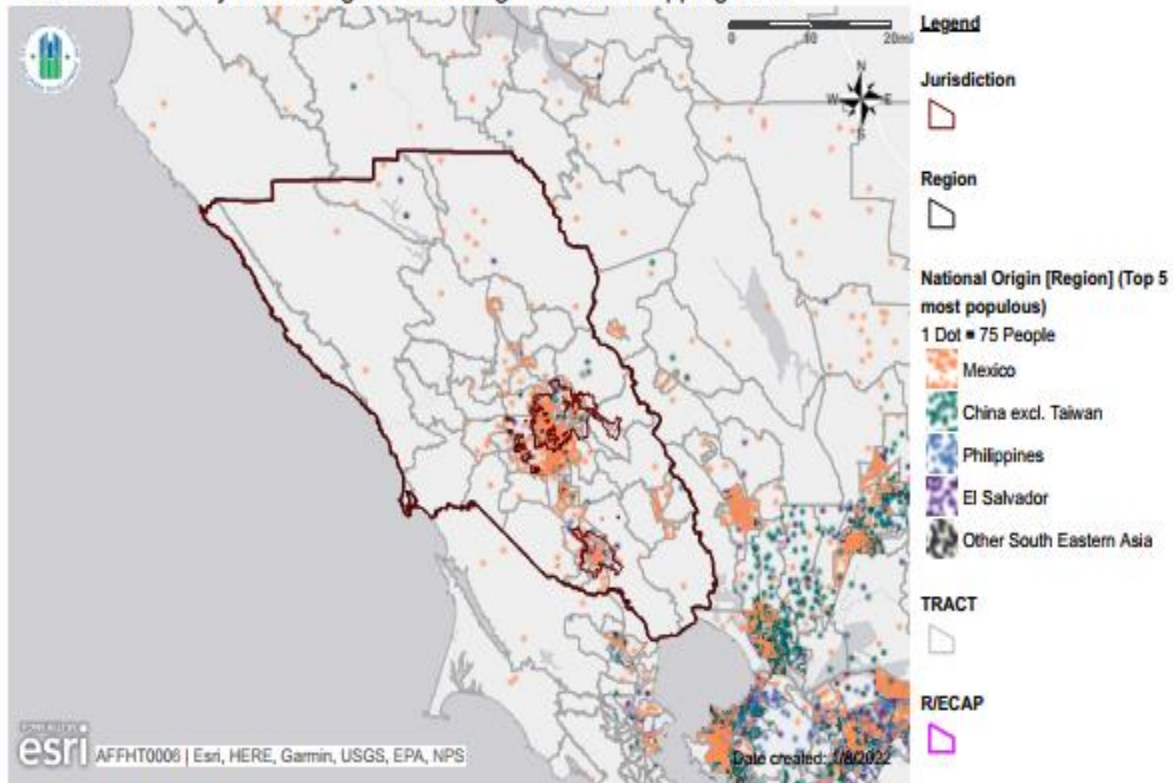 0 10 20mi
N
W E
S
Legend
Jurisdiction
Region
National Origin [Region] (Top 5
most populous)
1 Dot = 75 People
Mexico
China excl. Taiwan
Philippines
El Salvador
Other South Eastern Asia
TRACT
R/ECAP
esri AFFHT0006 | Esri, HERE, Garmin, USGS, EPA, NPS
Date created: 1/8/2022